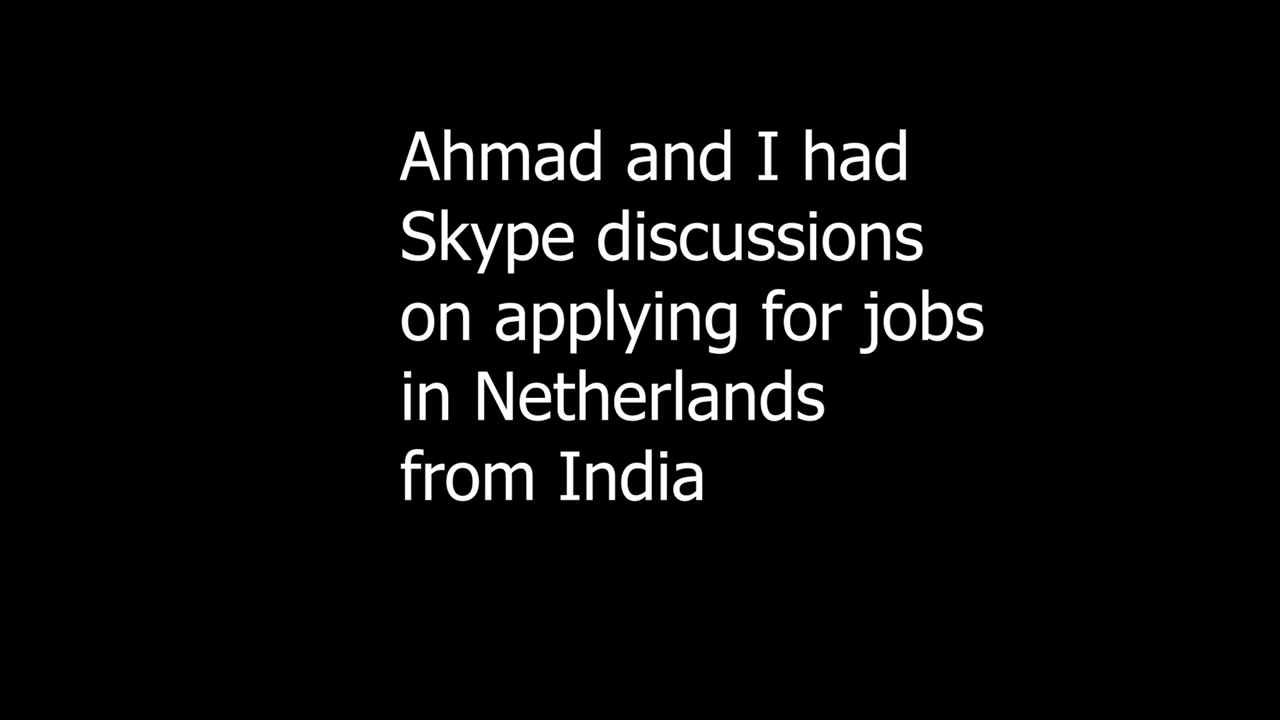 Ahmad and I had
Skype discussions
on applying for jobs
in Netherlands
from India